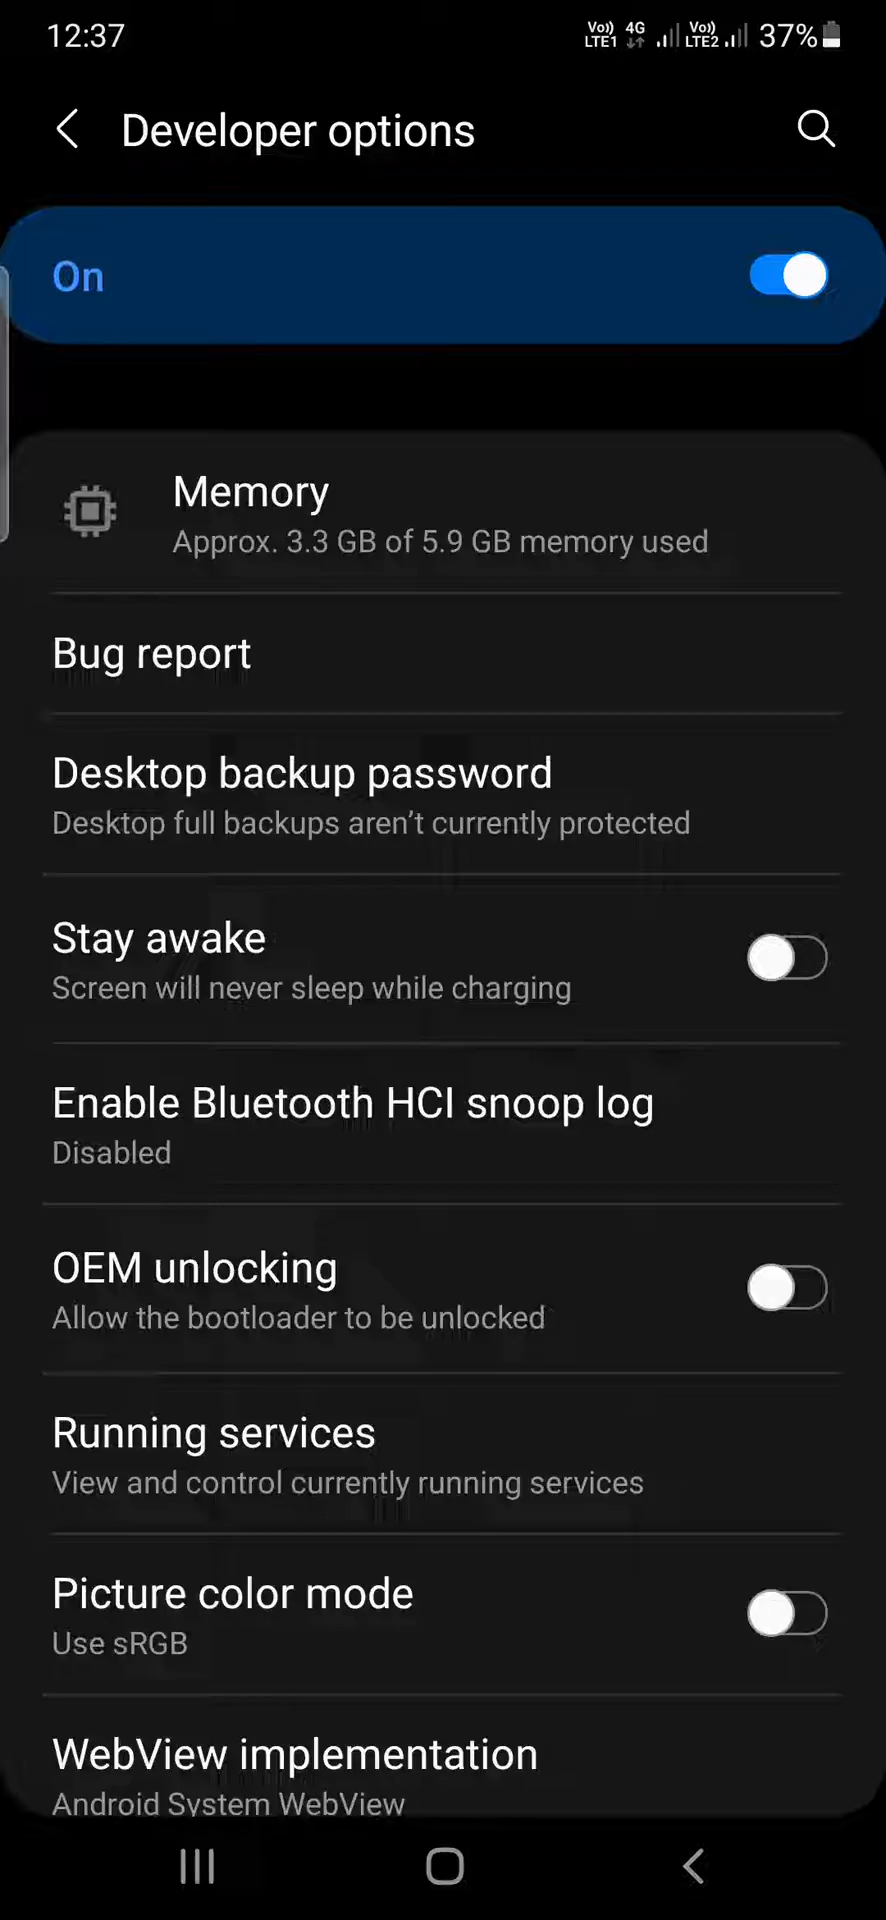 12:37
Vo)) LTE1 4G Vo)) LTE2 37%
Developer options
On
Memory
Approx. 3.3 GB of 5.9 GB memory used
Bug report
Desktop backup password
Desktop full backups aren’t currently protected
Stay awake
Screen will never sleep while charging
Enable Bluetooth HCI snoop log
Disabled
OEM unlocking
Allow the bootloader to be unlocked
Running services
View and control currently running services
Picture color mode
Use sRGB
WebView implementation
Android System WebView